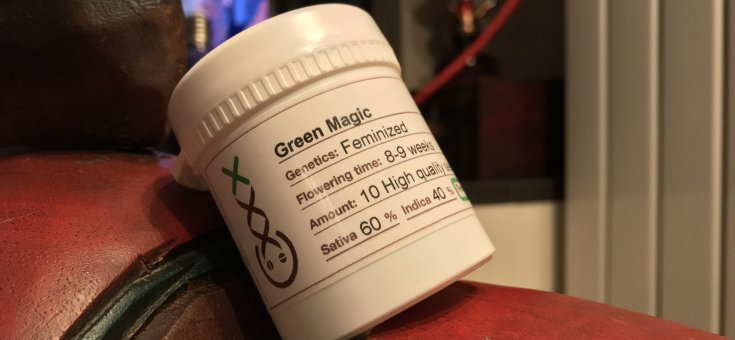 Green Magic
Genetics: Feminized
Flowering time: 8-9 weeks
Amount: 10 High quality
Sativa 60 % Indica 40 %